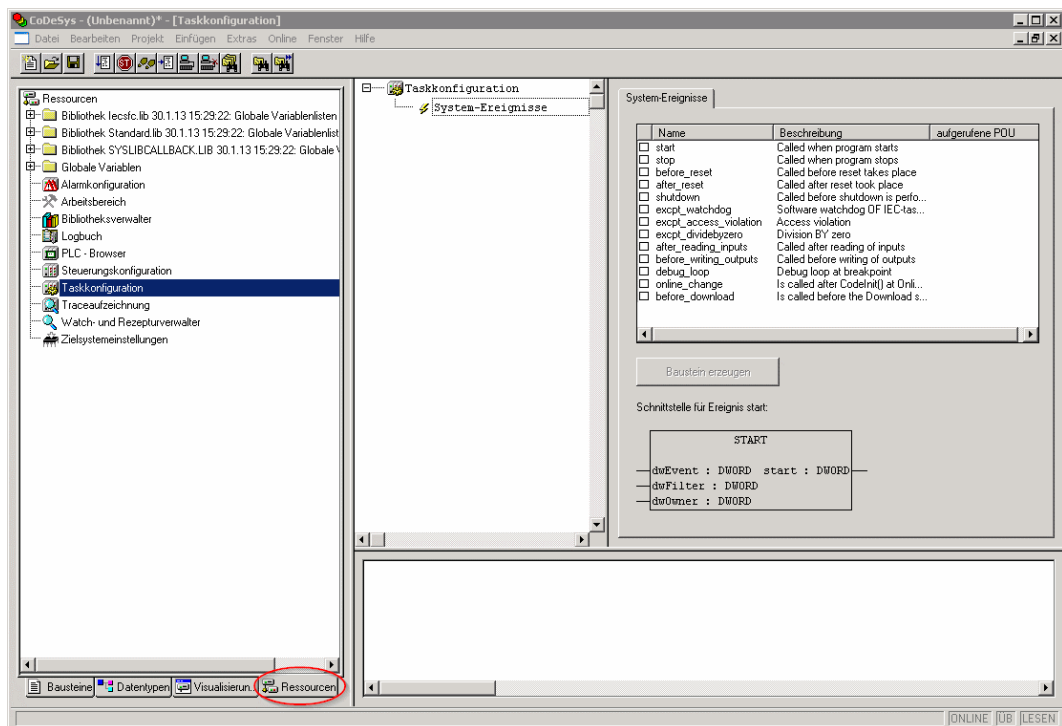 CoDeSys - (Unbenannt)* - [Taskkonfiguration]
Datei Bearbeiten Projekt Einfügen Extras Online Fenster Hilfe
Ressourcen
Bibliothek Iecsfc.lib 30.1.13 15:29:22: Globale Variablenlisten
Bibliothek Standard.lib 30.1.13 15:29:22: Globale Variablenlist
Bibliothek SYSLIBCALLBACK.LIB 30.1.13 15:29:22: Globale V
Globale Variablen
Alarmkonfiguration
Arbeitsbereich
Bibliotheksverwalter
Logbuch
PLC - Browser
Steuerungskonfiguration
Taskkonfiguration
Traceaufzeichnung
Watch- und Rezepturverwalter
Zielsystemeinstellungen
Bausteine Datentypen Visualisierun... Ressourcen
Taskkonfiguration
System-Ereignisse
System-Ereignisse
Name Beschreibung aufgerufene POU
start Called when program starts
stop Called when program stops
before_reset Called before reset takes place
after_reset Called after reset took place
shutdown Called before shutdown is perfo...
excpt_watchdog Software watchdog OF IEC-tas...
excpt_access_violation Access violation
excpt_dividebyzero Division BY zero
after_reading_inputs Called after reading of inputs
before_writing_outputs Called before writing of outputs
debug_loop Debug loop at breakpoint
online_change Is called after CodeInit() at Onli...
before_download Is called before the Download s...
Baustein erzeugen
Schnittstelle für Ereignis start:
START
dwEvent : DWORD start : DWORD
dwFilter : DWORD
dwOwner : DWORD
ONLINE ÜB LESEN